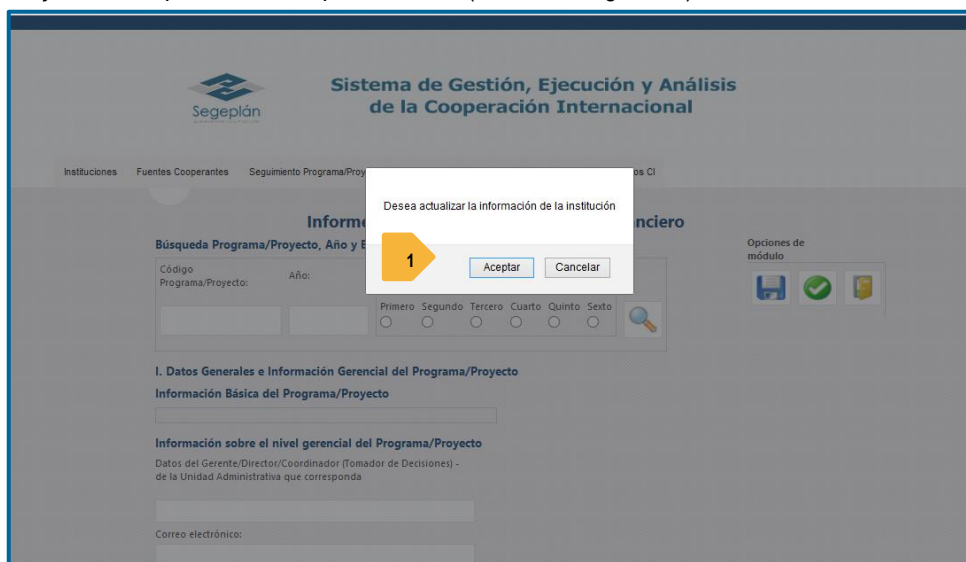 Sistema de Gestión, Ejecución y Análisis
de la Cooperación Internacional
Segeplán
Instituciones Fuentes Cooperantes Seguimiento Programa/Proy os CI
Desea actualizar la información de la institución
Aceptar Cancelar
1
Inform nciero
Búsqueda Programa/Proyecto, Año y
Opciones de
módulo
Código
Programa/Proyecto:
Año:
Primero Segundo Tercero Cuarto Quinto Sexto
I. Datos Generales e Información Gerencial del Programa/Proyecto
Información Básica del Programa/Proyecto
Información sobre el nivel gerencial del Programa/Proyecto
Datos del Gerente/Director/Coordinador (Tomador de Decisiones) -
de la Unidad Administrativa que corresponda
Correo electrónico: